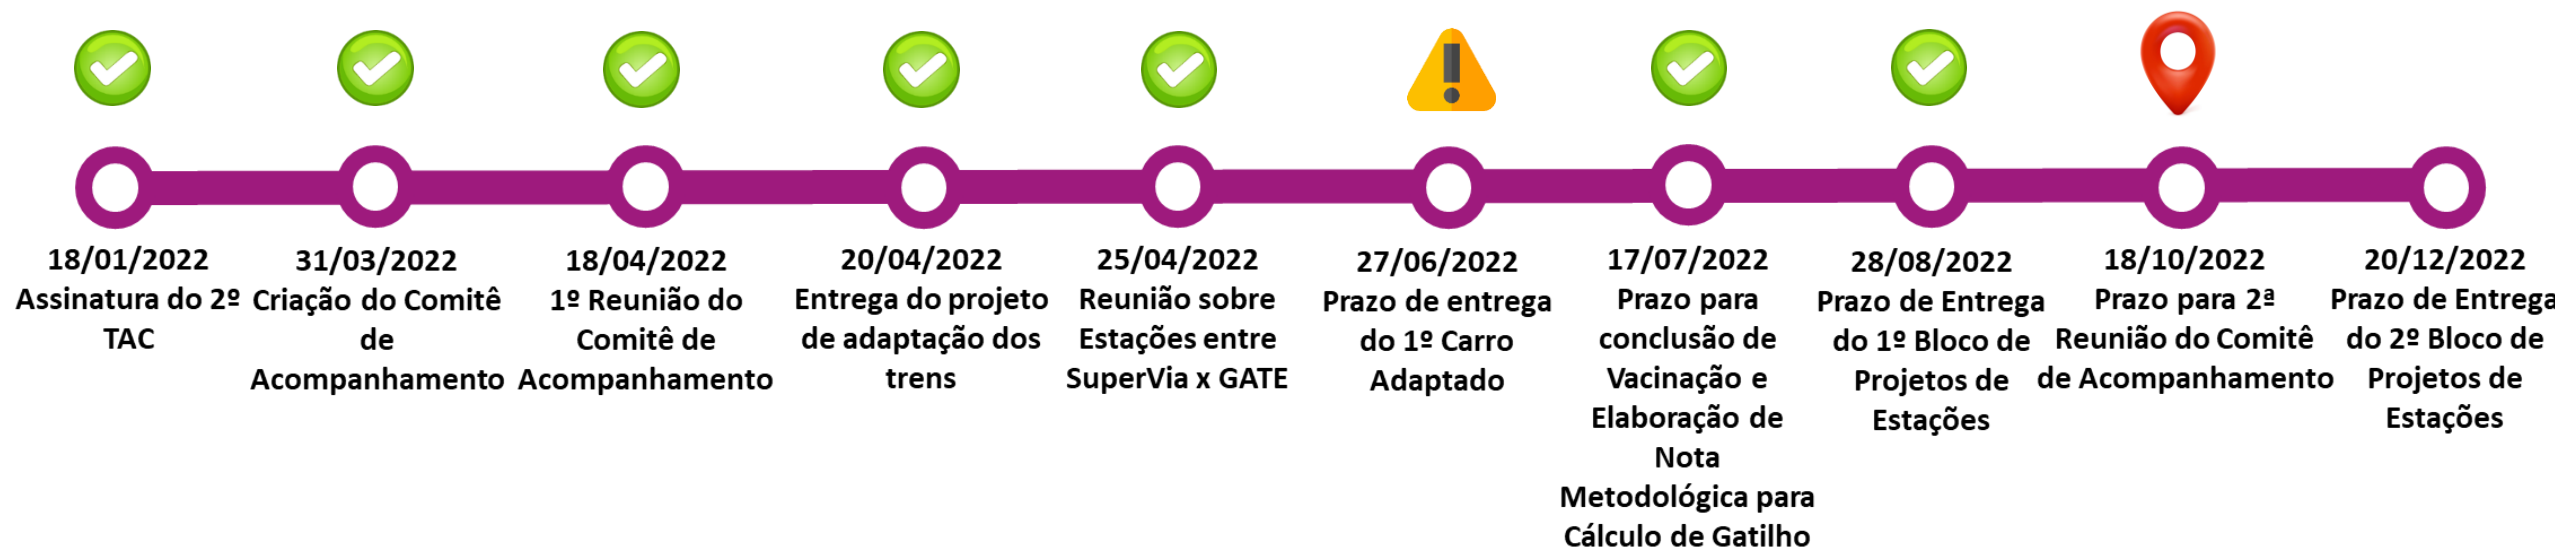 18/01/2022
Assinatura do 2º
TAC
31/03/2022
Criação do Comitê
de
Acompanhamento
18/04/2022
1º Reunião do
Comitê de
Acompanhamento
20/04/2022
Entrega do projeto
de adaptação dos
trens
25/04/2022
Reunião sobre
Estações entre
SuperVia x GATE
27/06/2022
Prazo de entrega
do 1º Carro
Adaptado
17/07/2022
Prazo para
conclusão de
Vacinação e
Elaboração de
Nota
Metodológica para
Cálculo de Gatilho
28/08/2022
Prazo de Entrega
do 1º Bloco de
Projetos de
Estações
18/10/2022
Prazo para 2ª
Reunião do Comitê
de Acompanhamento
20/12/2022
Prazo de Entrega
do 2º Bloco de
Projetos de
Estações